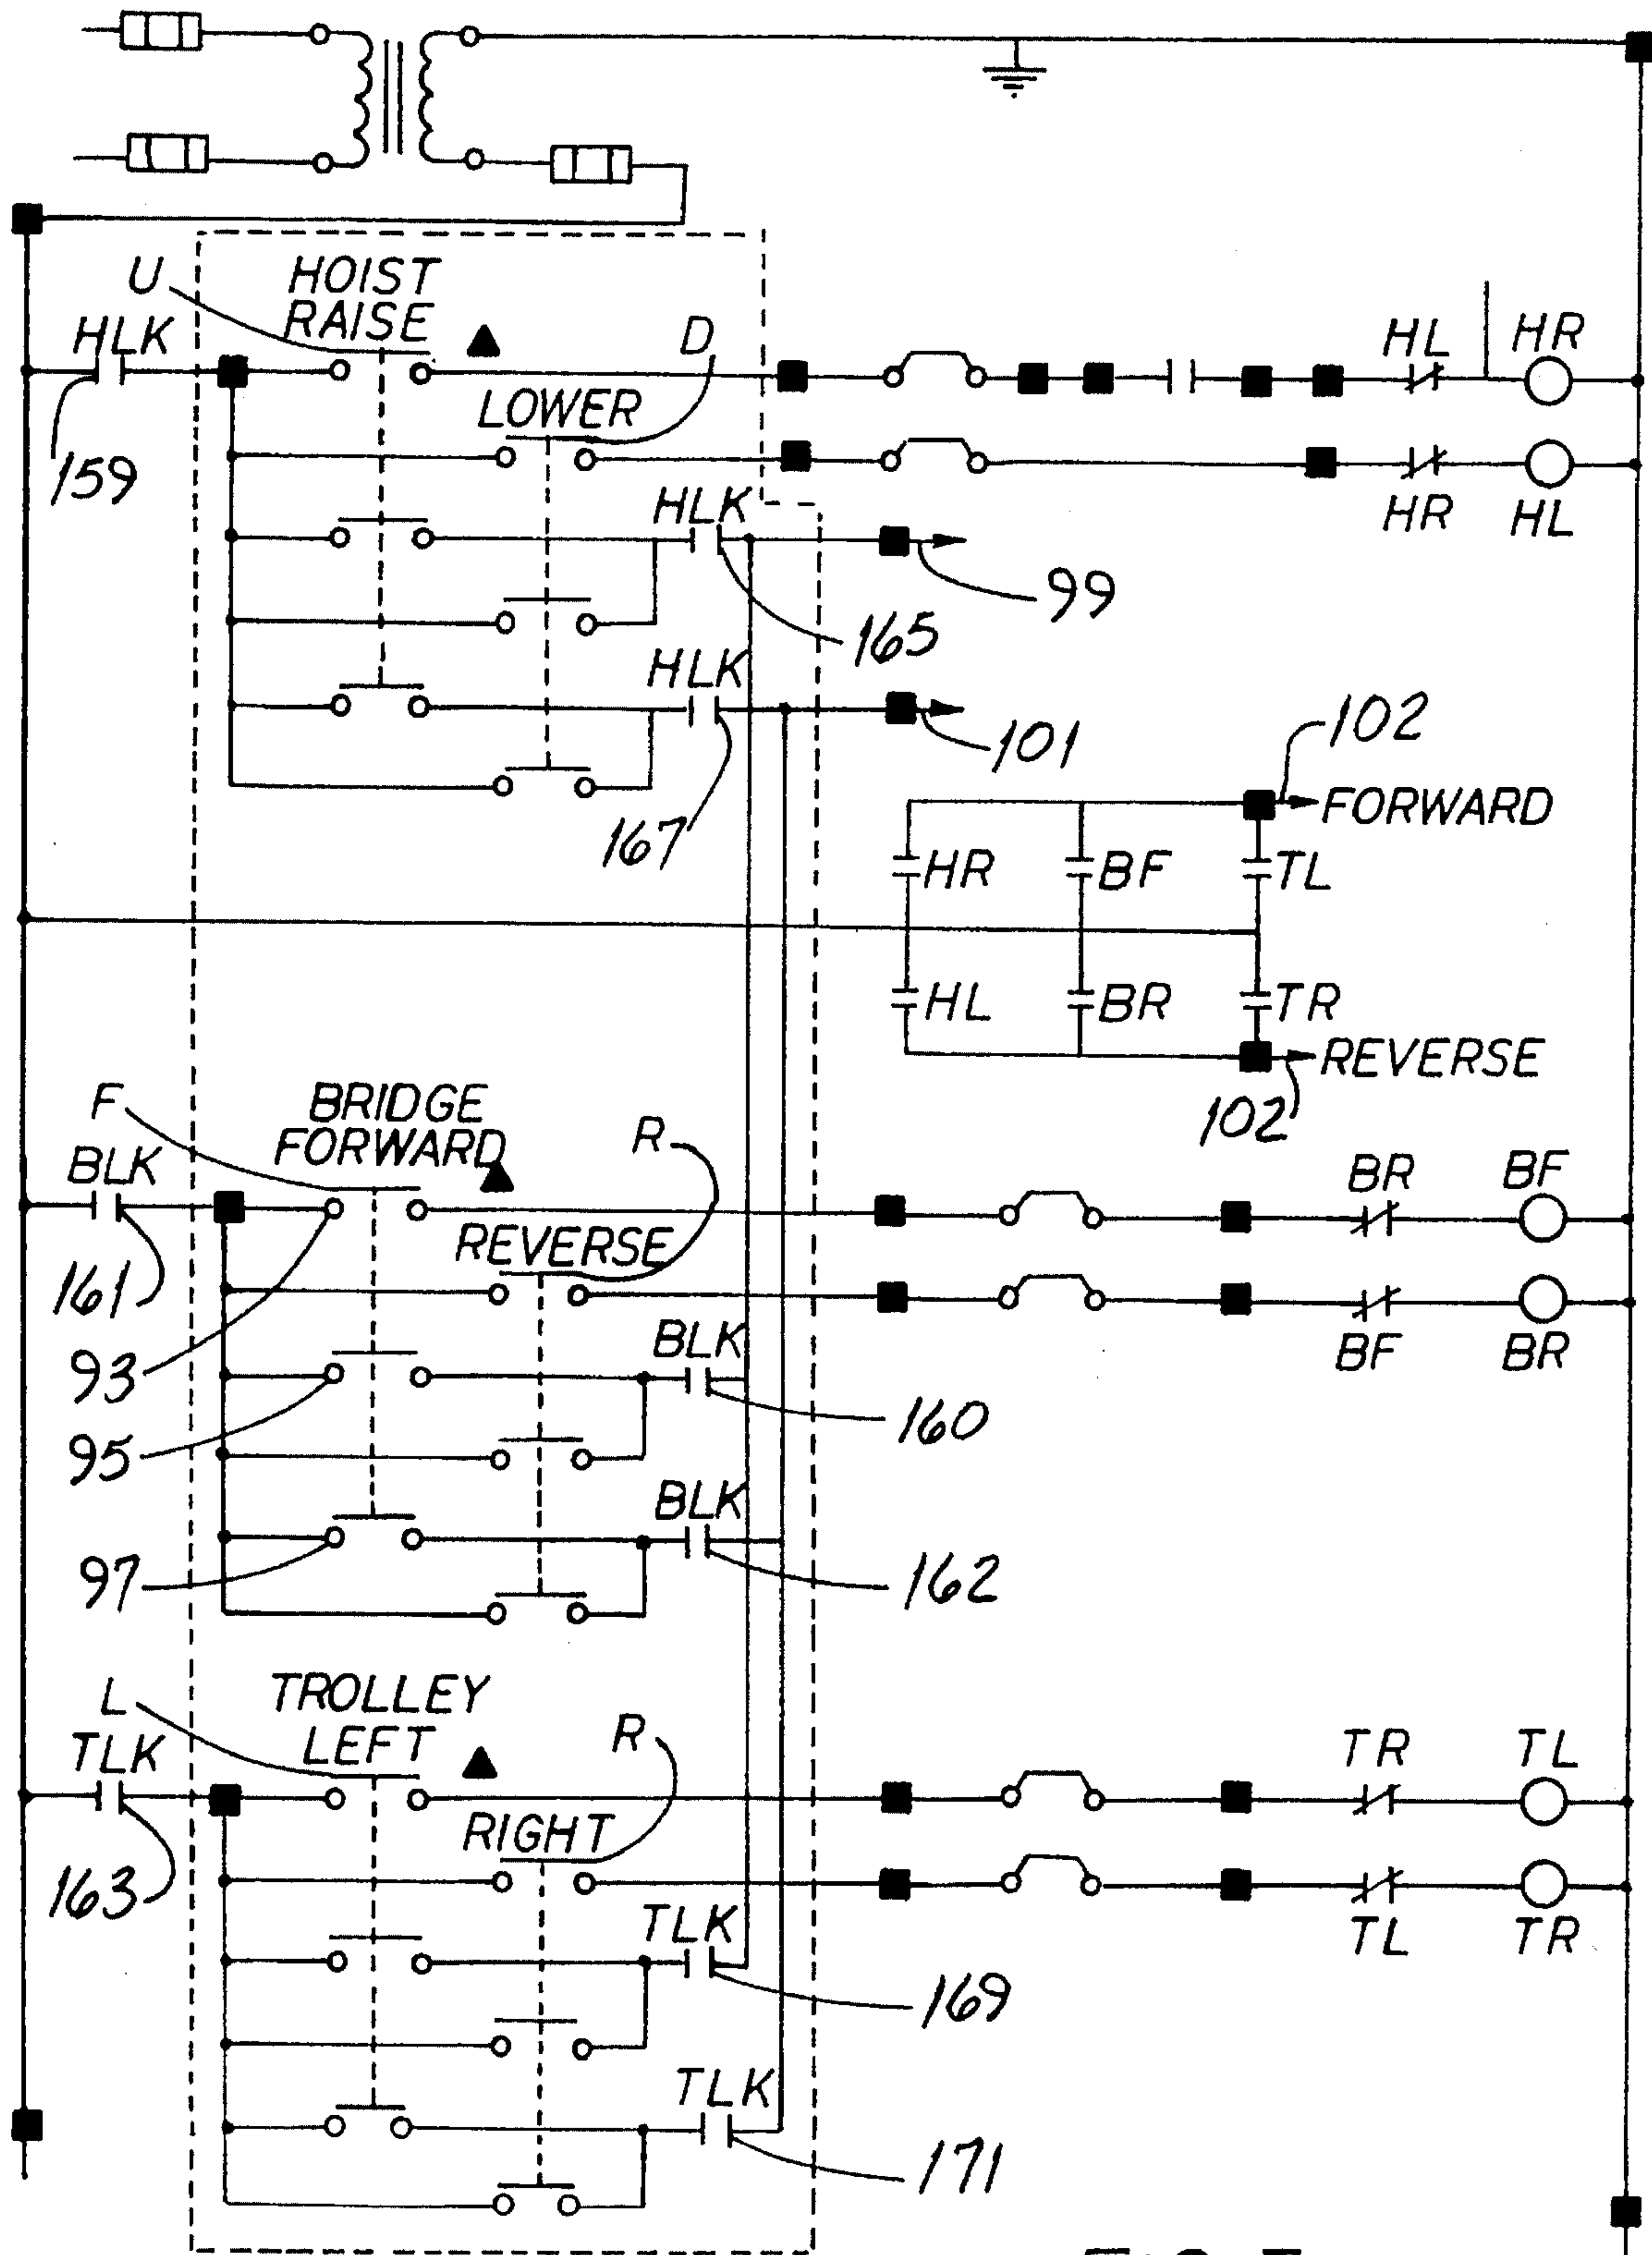 U
HOIST
RAISE
HLK
D
HL
HR
LOWER
159
HLK
HR
HL
99
165
HLK
101
102
FORWARD
167
HR
BF
TL
HL
BR
TR
REVERSE
102
F
BRIDGE
FORWARD
R
BLK
BR
BF
REVERSE
161
BLK
BF
BR
93
160
95
BLK
97
162
L
TROLLEY
LEFT
R
TLK
TR
TL
RIGHT
163
TLK
TL
TR
169
TLK
171